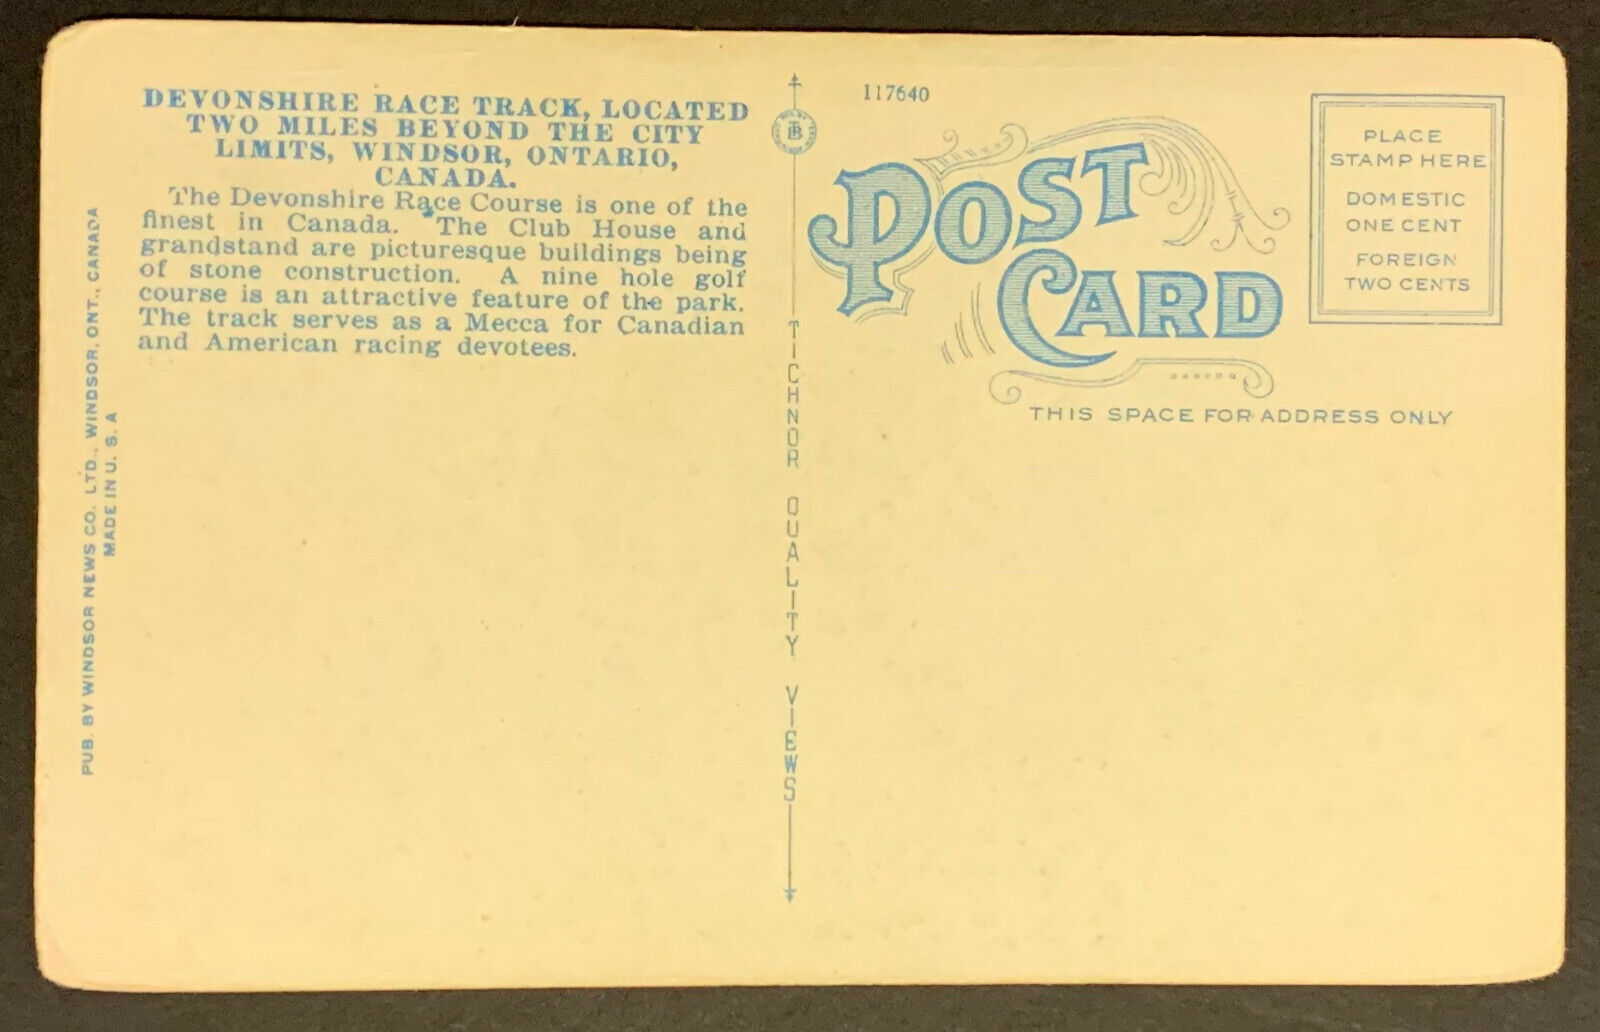 DEVONSHIRE RACE TRACK, LOCATED
TWO MILES BEYOND THE CITY
LIMITS, WINDSOR, ONTARIO,
CANADA.
The Devonshire Race Course is one of the
finest in Canada. The Club House and
grandstand are picturesque buildings being
of stone construction. A nine hole golf
course is an attractive feature of the park.
The track serves as a Mecca for Canadian
and American racing devotees.
PUB. BY WINDSOR NEWS CO. LTD., WINDSOR, ONT., CANADA
MADE IN U. S. A
TICHNOR QUALITY VIEWS
117640
POST
CARD
THIS SPACE FOR ADDRESS ONLY
PLACE
STAMP HERE
DOMESTIC
ONE CENT
FOREIGN
TWO CENTS